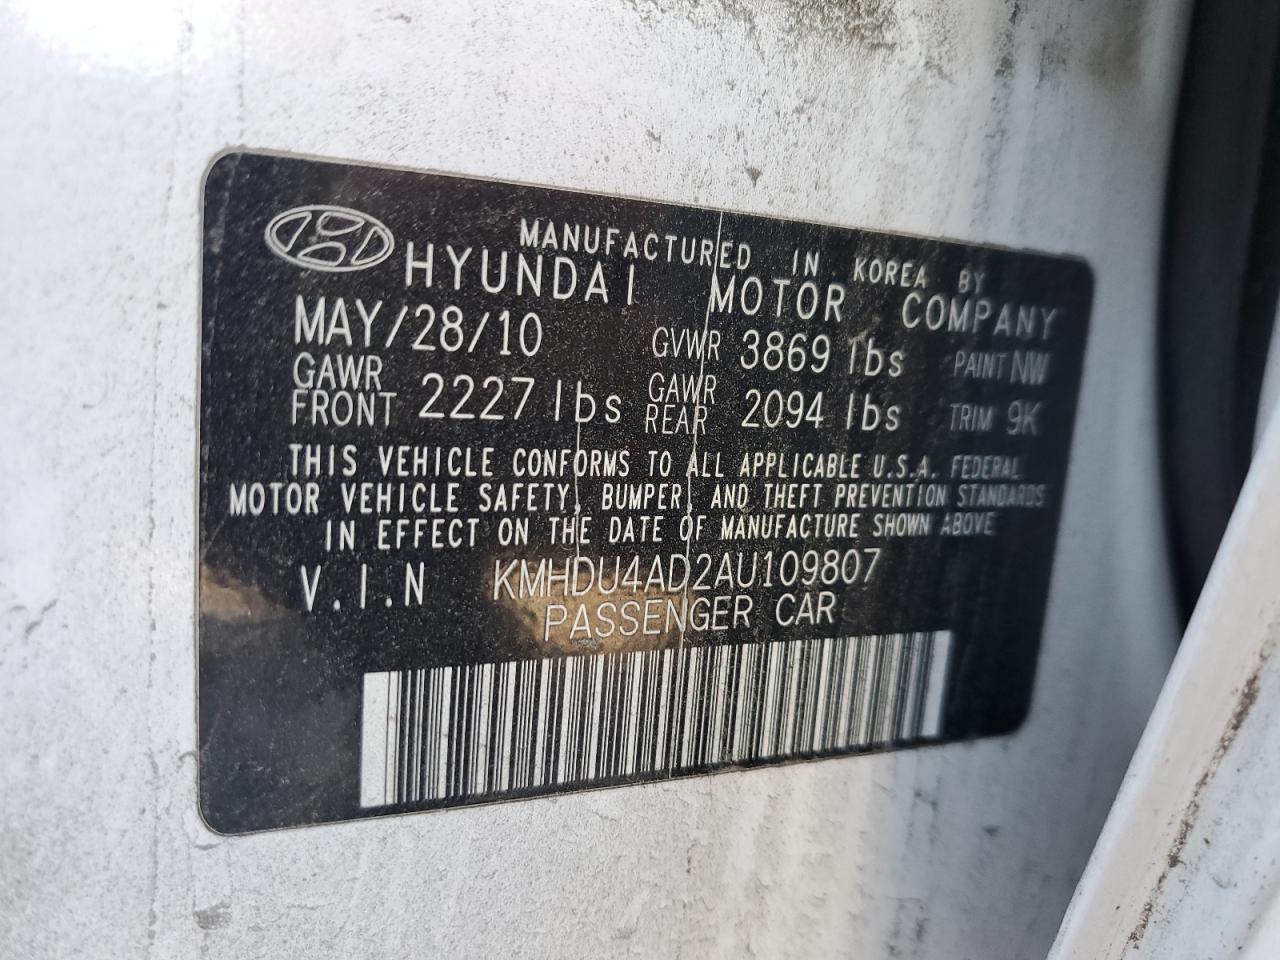 MANUFACTURED IN KOREA BY
HYUNDAI MOTOR COMPANY
MAY/28/10 GVWR 3869 lbs PAINT NW
GAWR FRONT 2227 lbs GAWR REAR 2094 lbs TRIM 9K
THIS VEHICLE CONFORMS TO ALL APPLICABLE U.S.A. FEDERAL
MOTOR VEHICLE SAFETY, BUMPER, AND THEFT PREVENTION STANDARDS
IN EFFECT ON THE DATE OF MANUFACTURE SHOWN ABOVE
V.I.N KMHDU4AD2AU109807
PASSENGER CAR